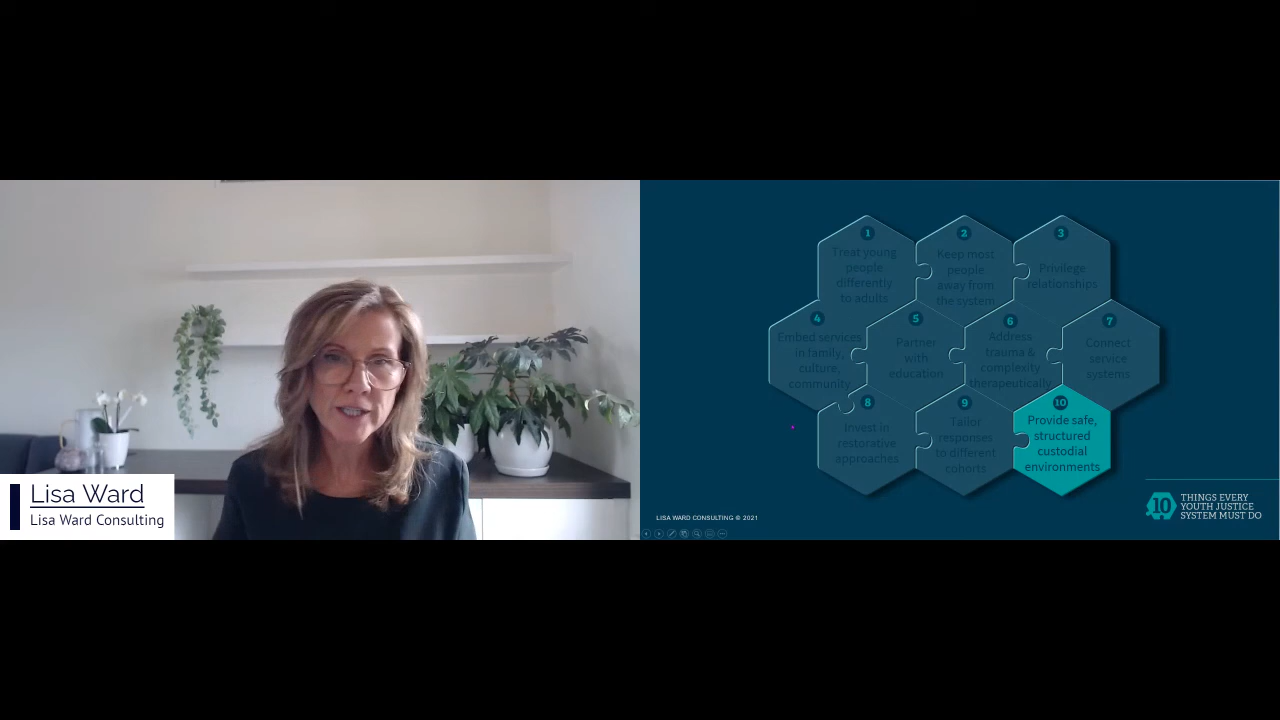 Lisa Ward
Lisa Ward Consulting
1
Treat young
people
differently
to adults
2
Keep most
people
away from
the system
3
Privilege
relationships
4
Embed services
in family,
culture,
community
5
Partner
with
education
6
Address
trauma &
complexity
therapeutically
7
Connect
service
systems
8
Invest in
restorative
approaches
9
Tailor
responses
to different
cohorts
10
Provide safe,
structured
custodial
environments
LISA WARD CONSULTING © 2021
10
THINGS EVERY
YOUTH JUSTICE
SYSTEM MUST DO